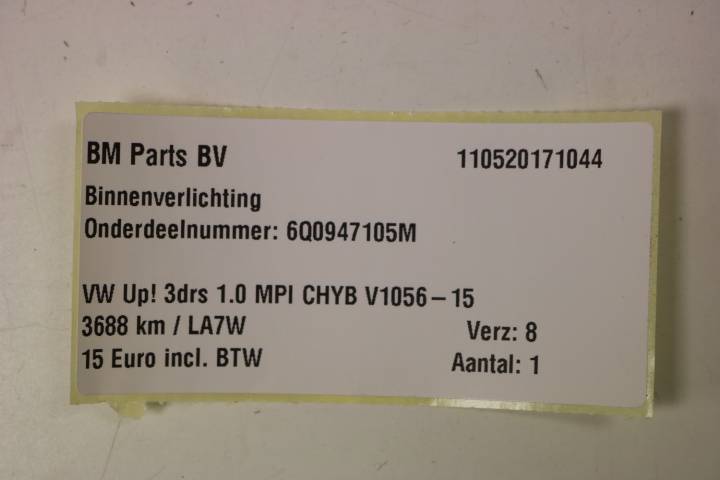 BM Parts BV 110520171044
Binnenverlichting
Onderdeelnummer: 6Q0947105M
VW Up! 3drs 1.0 MPI CHYB V1056-15
3688 km / LA7W Verz: 8
15 Euro incl. BTW Aantal: 1